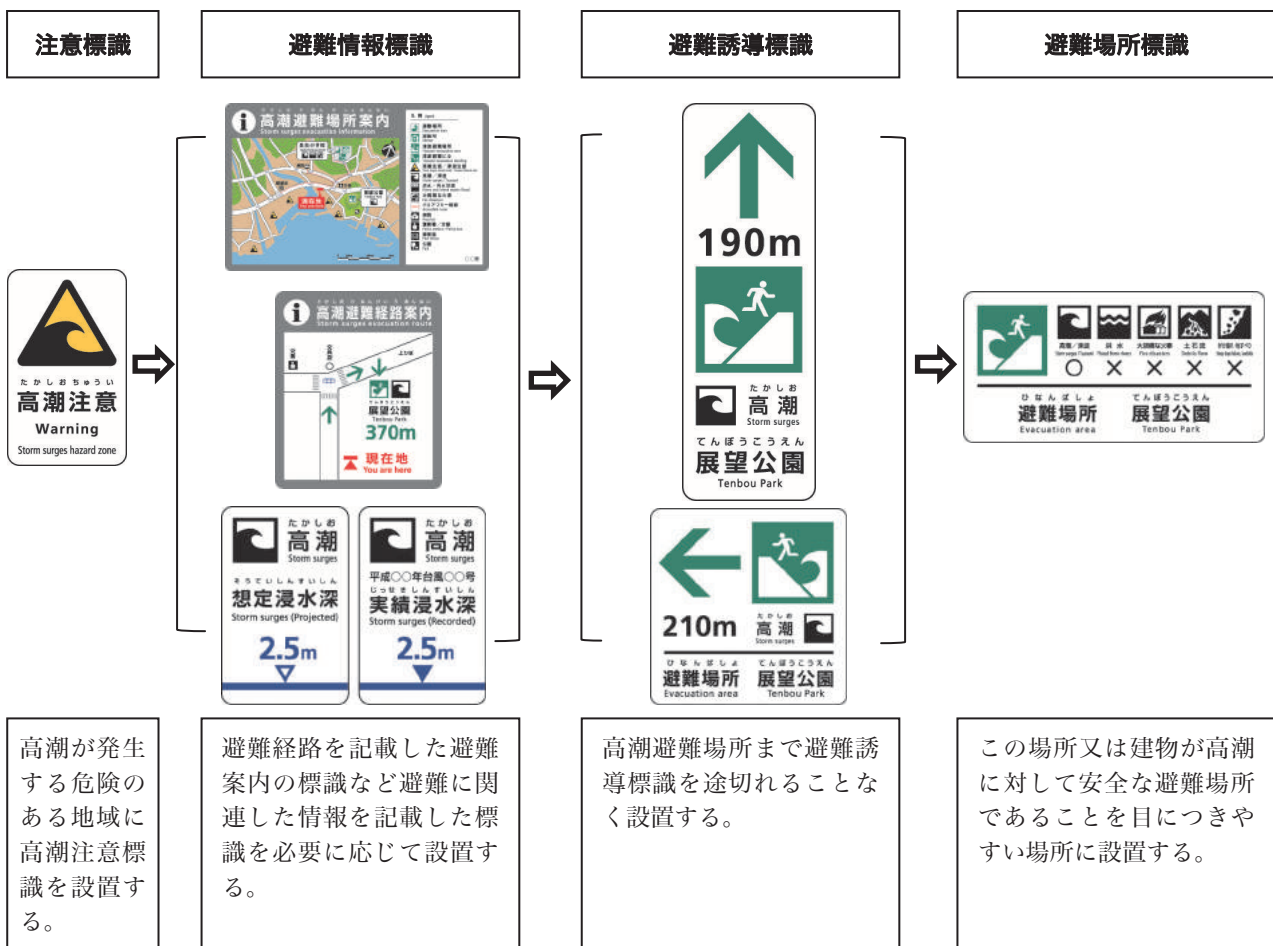 注意標識
避難情報標識
避難誘導標識
避難場所標識
たかしおちゅうい
高潮注意
Warning
Storm surges hazard zone
高潮避難場所案内
Storm surges evacuation information
高潮避難経路案内
Storm surges evacuation route
展望公園
Tenbou Park
370m
現在地
You are here
たかしお
高潮
Storm surges
そうていしんすいしん
想定浸水深
Storm surges (Projected)
2.5m
たかしお
高潮
Storm surges
平成〇〇年台風〇〇号
じっせきしんすいしん
実績浸水深
Storm surges (Recorded)
2.5m
190m
たかしお
高潮
Storm surges
てんぼうこうえん
展望公園
Tenbou Park
210m
たかしお
高潮
Storm surges
ひなんばしょ
避難場所
Evacuation area
てんぼうこうえん
展望公園
Tenbou Park
高潮/津波
洪水
大規模な火事
土石流
○ × × × ×
ひなんばしょ
避難場所
Evacuation area
てんぼうこうえん
展望公園
Tenbou Park
高潮が発生
する危険の
ある地域に
高潮注意標
識を設置す
る。
避難経路を記載した避難
案内の標識など避難に関
連した情報を記載した標
識を必要に応じて設置す
る。
高潮避難場所まで避難誘
導標識を途切れることな
く設置する。
この場所又は建物が高潮
に対して安全な避難場所
であることを目につきや
すい場所に設置する。